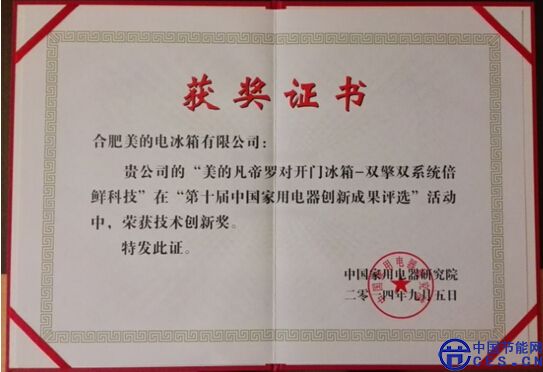 获奖证书
合肥美的电冰箱有限公司：
贵公司的“美的凡帝罗对开门冰箱-双擎双系统倍
鲜科技”在“第十届中国家用电器创新成果评选”活动
中，荣获技术创新奖。
特发此证。
中国家用电器研究院
二零一四年九月五日
中国节能网
CES.CN